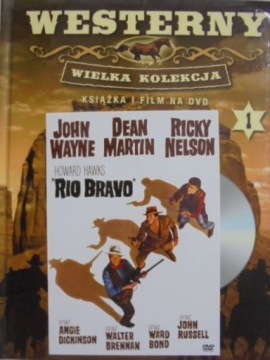 WESTERNY
WIELKA KOLEKCJA
KSIĄŻKA I FILM NA DVD
1
JOHN WAYNE
DEAN MARTIN
RICKY NELSON
HOWARD HAWKS'
"RIO BRAVO"
ANGIE DICKINSON
WALTER BRENNAN
WARD BOND
JOHN RUSSELL
DVD